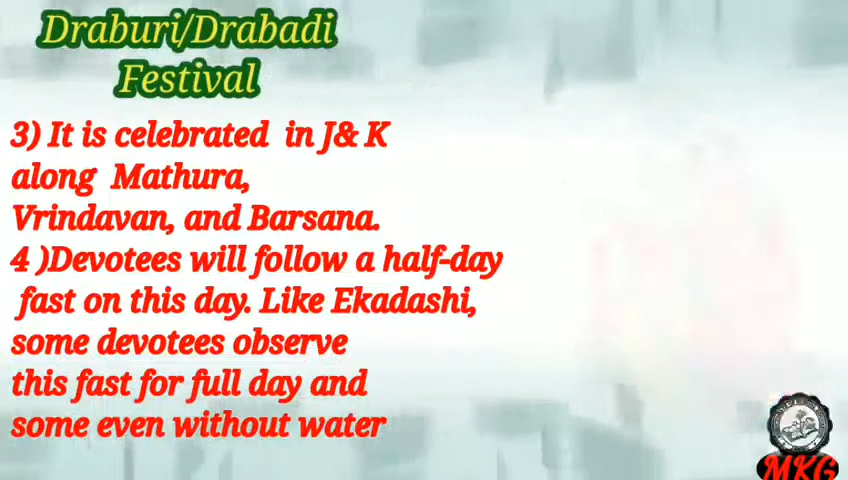 Draburi/Drabadi
Festival
3) It is celebrated in J& K
along Mathura,
Vrindavan, and Barsana.
4 )Devotees will follow a half-day
fast on this day. Like Ekadashi,
some devotees observe
this fast for full day and
some even without water
MKG